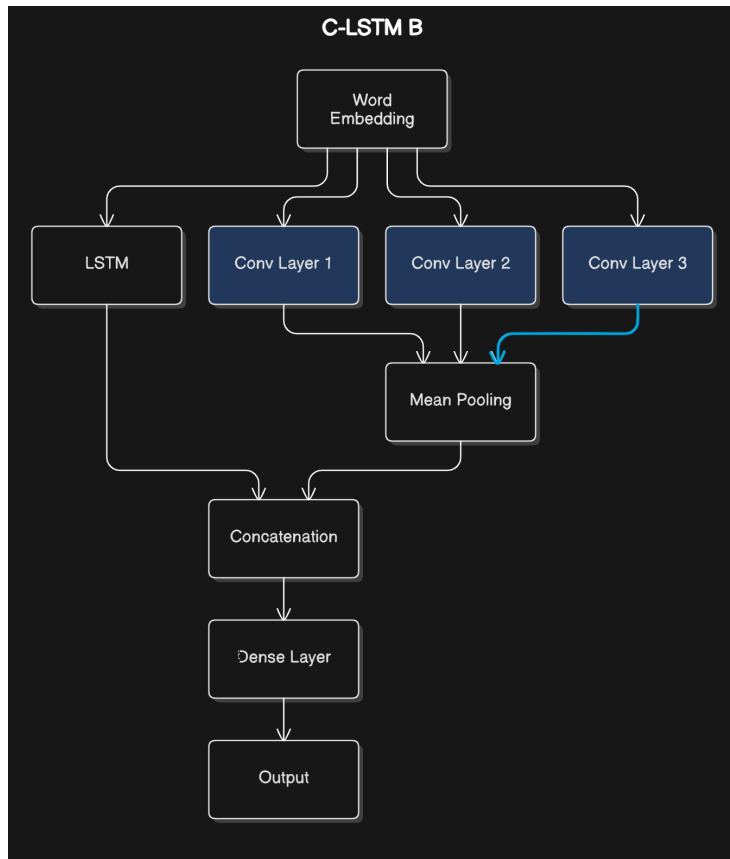 C-LSTM B
Word
Embedding
LSTM
Conv Layer 1
Conv Layer 2
Conv Layer 3
Mean Pooling
Concatenation
Dense Layer
Output